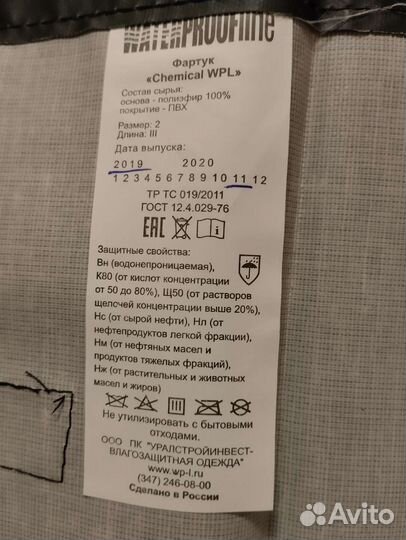 WATERPROOFline
Фартук
«Chemical WPL»
Состав сырья:
основа - полиэфир 100%
покрытие - ПВХ
Размер: 2
Длина: III
Дата выпуска:
2019 2020
1 2 3 4 5 6 7 8 9 10 11 12
ТР ТС 019/2011
ГОСТ 12.4.029-76
EAC
Защитные свойства:
Вн (водонепроницаемая),
К80 (от кислот концентрации
от 50 до 80%), Щ50 (от растворов
щелочей концентрации выше 20%),
Нс (от сырой нефти), Нл (от
нефтепродуктов легкой фракции),
Нм (от нефтяных масел и
продуктов тяжелых фракций),
Нж (от растительных и животных
масел и жиров)
Не утилизировать с бытовыми
отходами.
ООО ПК "УРАЛСТРОЙИНВЕСТ-
ВЛАГОЗАЩИТНАЯ ОДЕЖДА"
www.wp-l.ru
(347) 246-08-00
Сделано в России
Avito